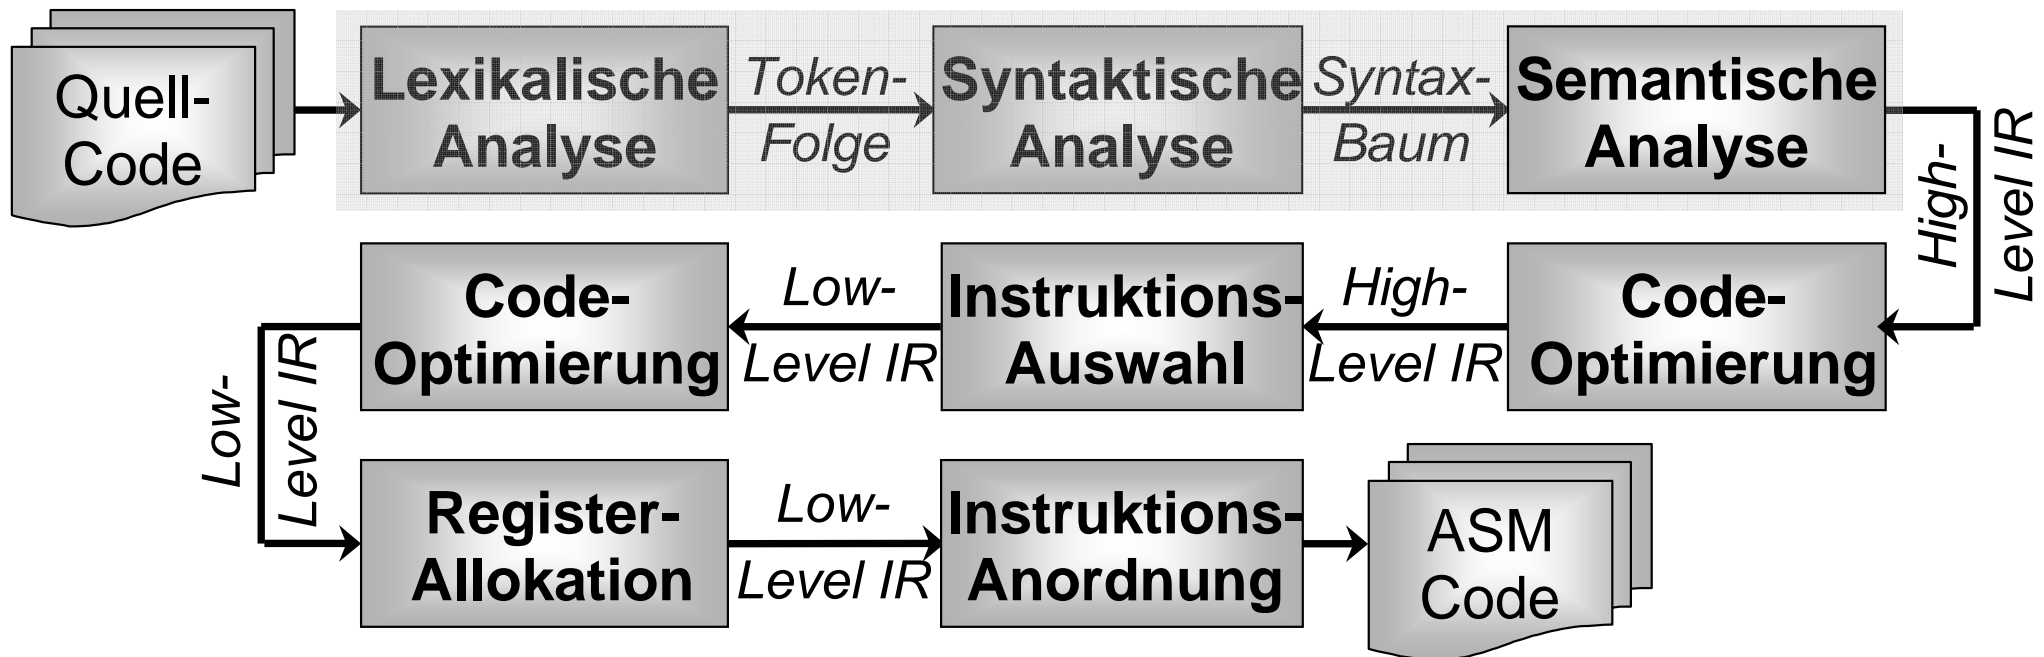 Quell-
Code
Lexikalische
Analyse
Token-
Folge
Syntaktische
Analyse
Syntax-
Baum
Semantische
Analyse
High-
Level IR
Code-
Optimierung
High-
Level IR
Instruktions-
Auswahl
Low-
Level IR
Code-
Optimierung
Low-
Level IR
Register-
Allokation
Low-
Level IR
Instruktions-
Anordnung
ASM
Code